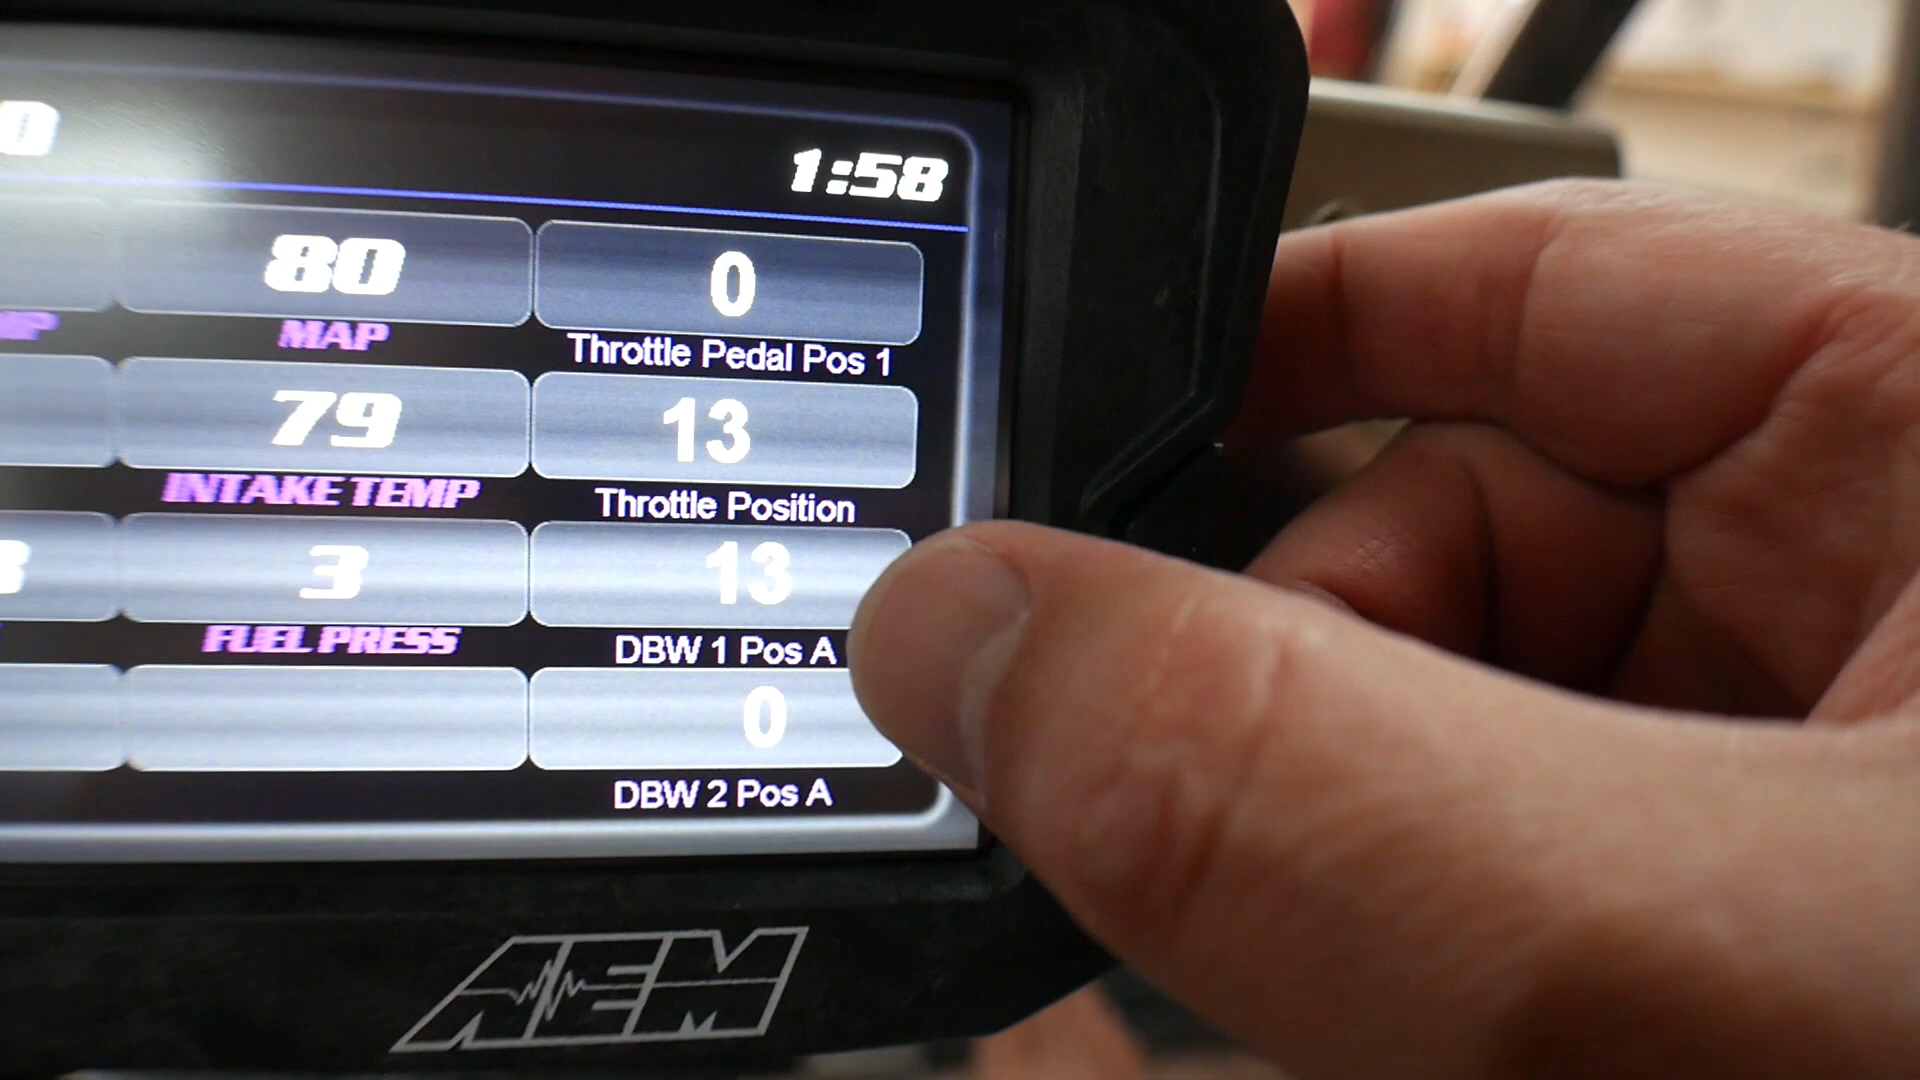 1:58
80
0
MAP
Throttle Pedal Pos 1
79
13
INTAKE TEMP
Throttle Position
3
13
FUEL PRESS
DBW 1 Pos A
0
DBW 2 Pos A
AEM